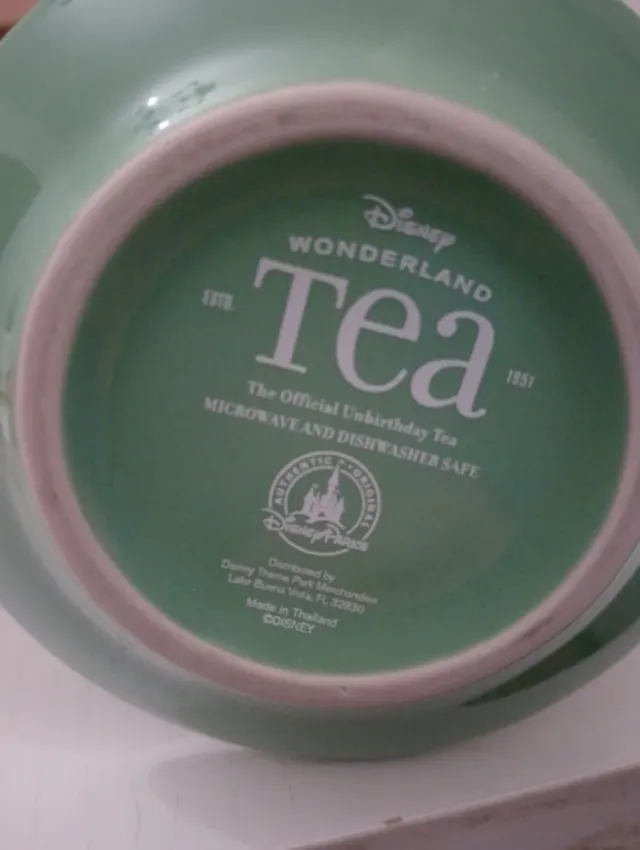 Disney
WONDERLAND
ESTD. Tea 1951
The Official Unbirthday Tea
MICROWAVE AND DISHWASHER SAFE
AUTHENTIC • ORIGINAL
Disney Parks
Distributed by
Disney Theme Park Merchandise
Lake Buena Vista, FL 32830
Made in Thailand
©DISNEY